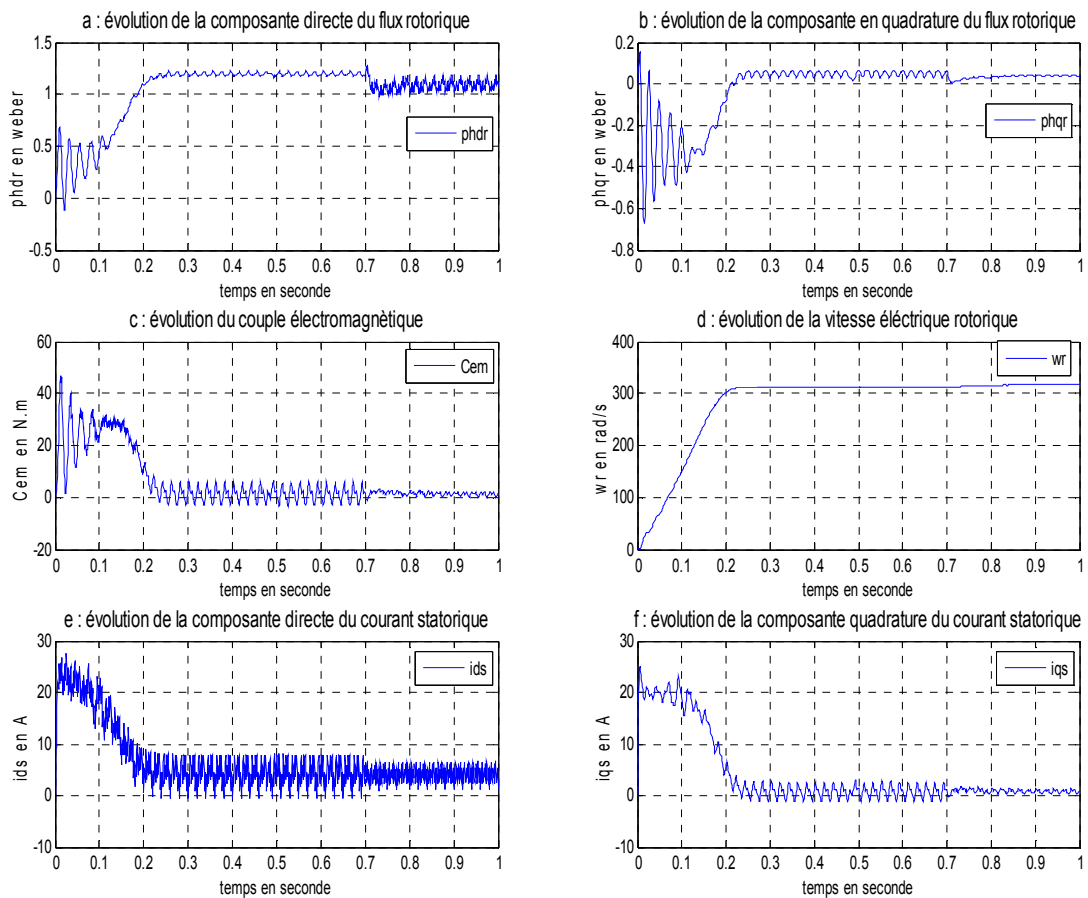 a : évolution de la composante directe du flux rotorique
1.5
1
0.5
0
-0.5
phdr en weber
phdr
0 0.1 0.2 0.3 0.4 0.5 0.6 0.7 0.8 0.9 1
temps en seconde
b : évolution de la composante en quadrature du flux rotorique
0.2
0
-0.2
-0.4
-0.6
-0.8
phqr en weber
phqr
0 0.1 0.2 0.3 0.4 0.5 0.6 0.7 0.8 0.9 1
temps en seconde
c : évolution du couple électromagnètique
60
40
20
0
-20
Cem en N.m
Cem
0 0.1 0.2 0.3 0.4 0.5 0.6 0.7 0.8 0.9 1
temps en seconde
d : évolution de la vitesse éléctrique rotorique
400
300
200
100
0
wr en rad/s
wr
0 0.1 0.2 0.3 0.4 0.5 0.6 0.7 0.8 0.9 1
temps en seconde
e : évolution de la composante directe du courant statorique
30
20
10
0
-10
ids en A
ids
0 0.1 0.2 0.3 0.4 0.5 0.6 0.7 0.8 0.9 1
temps en seconde
f : évolution de la composante quadrature du courant statorique
30
20
10
0
-10
iqs en A
iqs
0 0.1 0.2 0.3 0.4 0.5 0.6 0.7 0.8 0.9 1
temps en seconde